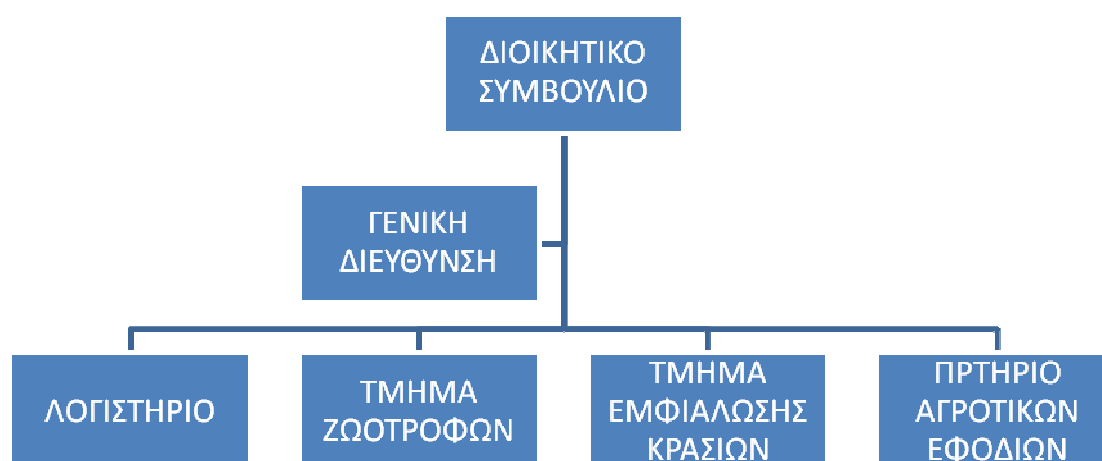 ΔΙΟΙΚΗΤΙΚΟ
ΣΥΜΒΟΥΛΙΟ
ΓΕΝΙΚΗ
ΔΙΕΥΘΥΝΣΗ
ΛΟΓΙΣΤΗΡΙΟ
ΤΜΗΜΑ
ΖΩΟΤΡΟΦΩΝ
ΤΜΗΜΑ
ΕΜΦΙΑΛΩΣΗΣ
ΚΡΑΣΙΩΝ
ΠΡΤΗΡΙΟ
ΑΓΡΟΤΙΚΩΝ
ΕΦΟΔΙΩΝ